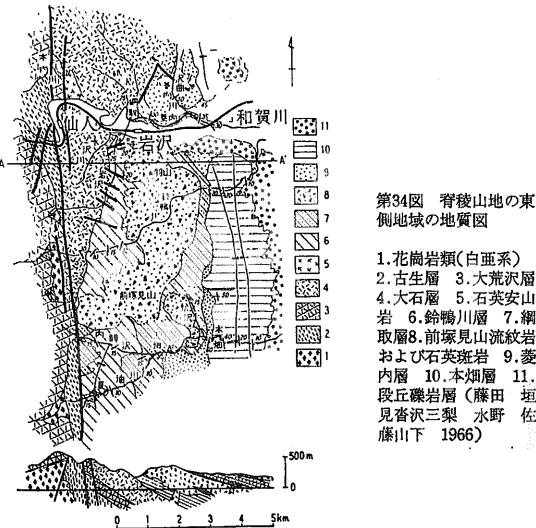 仙人
岩沢
和賀川
羽山
前塚見山
A
A'
11
10
9
8
7
6
5
4
3
2
1
500m
0
0 1 2 3 4 5km
第34図 脊稜山地の東
側地域の地質図
1.花崗岩類(白亜系)
2.古生層 3.大荒沢層
4.大石層 5.石英安山
岩 6.鈴鴨川層 7.綱
取層8.前塚見山流紋岩
および石英斑岩 9.菱
内層 10.本畑層 11.
段丘礫岩層(藤田 垣
見沓沢三梨 水野 佐
藤山下 1966)